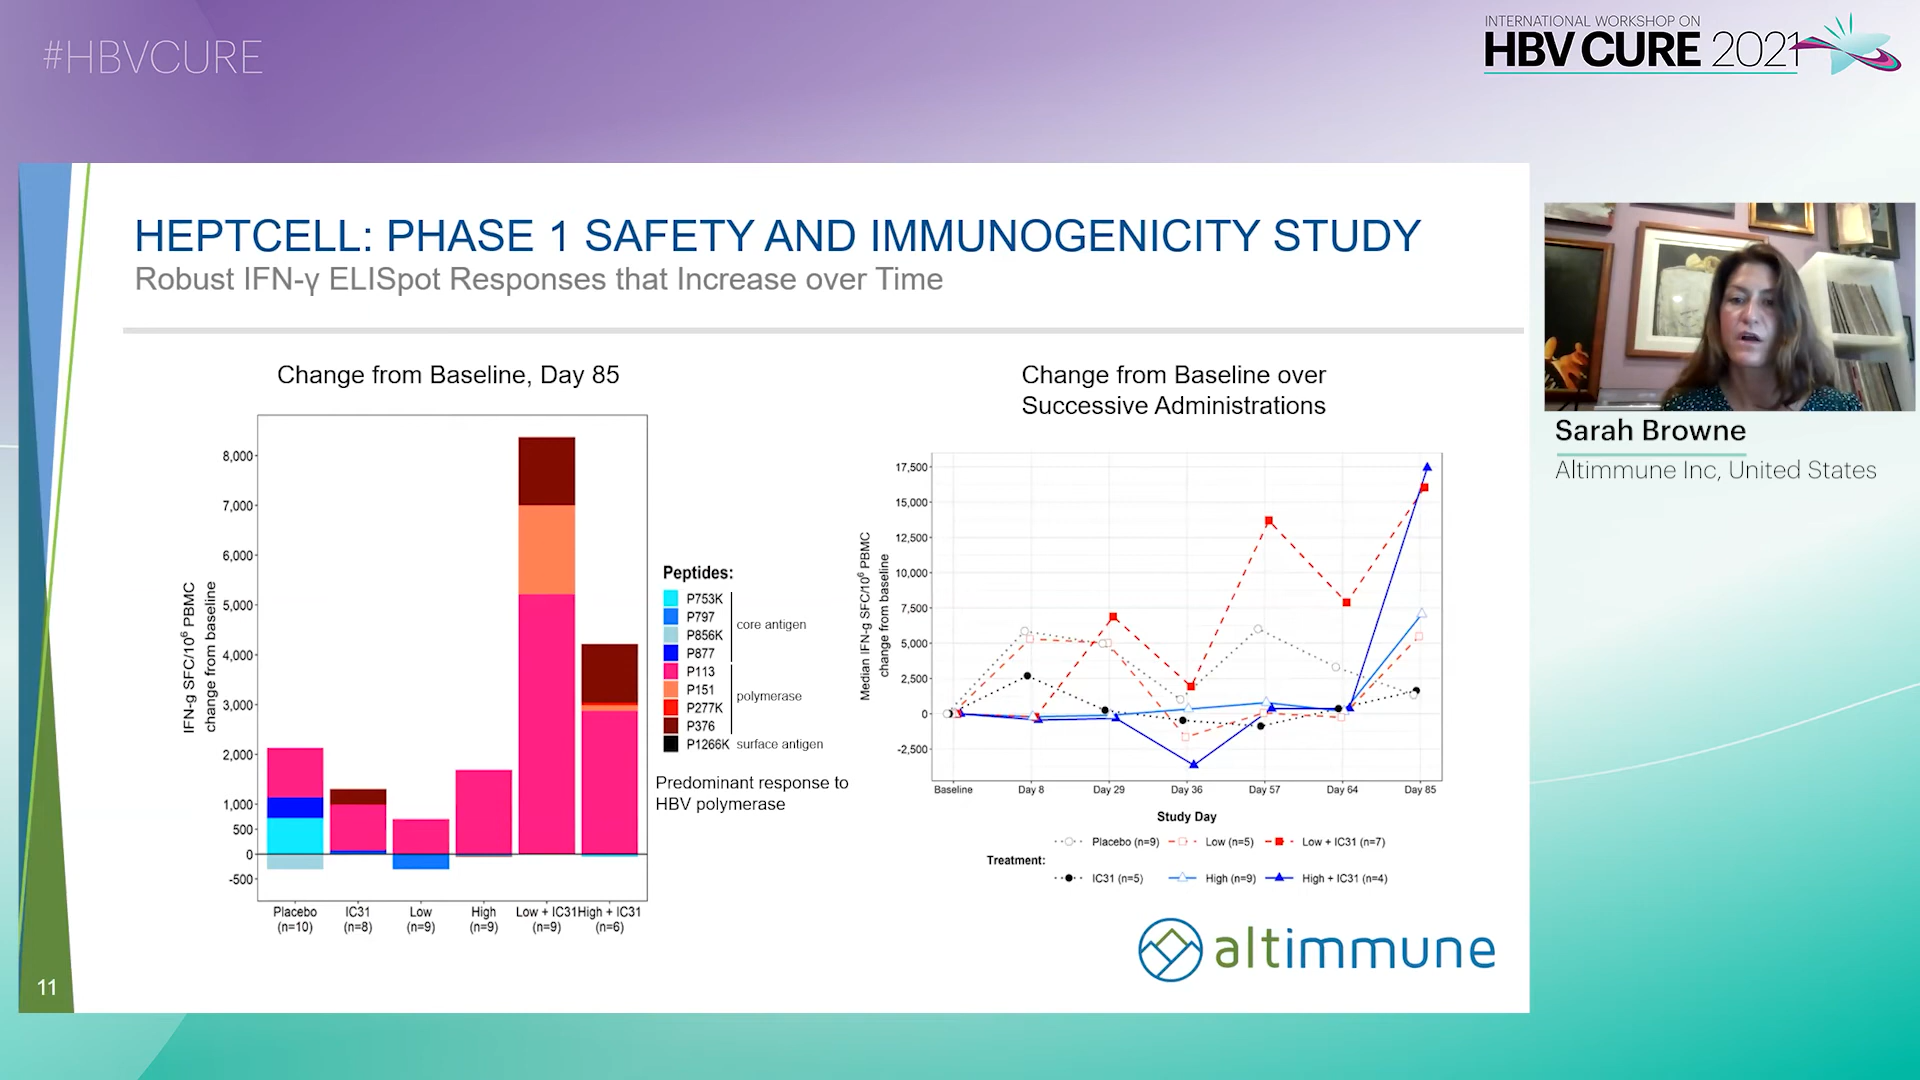 #HBVCURE
INTERNATIONAL WORKSHOP ON
HBV CURE 2021
HEPTCELL: PHASE 1 SAFETY AND IMMUNOGENICITY STUDY
Robust IFN-γ ELISpot Responses that Increase over Time
Sarah Browne
Altimmune Inc, United States
Change from Baseline, Day 85
IFN-g SFC/10⁶ PBMC
change from baseline
8,000
7,000
6,000
5,000
4,000
3,000
2,000
1,000
500
0
-500
Placebo IC31 Low High Low + IC31 High + IC31
(n=10) (n=8) (n=9) (n=9) (n=9) (n=6)
Peptides:
P753K
P797
P856K
P877
core antigen
P113
P151
P277K
P376
polymerase
P1266K surface antigen
Predominant response to
HBV polymerase
Change from Baseline over
Successive Administrations
Median IFN-g SFC/10⁶ PBMC
change from baseline
17,500
15,000
12,500
10,000
7,500
5,000
2,500
0
-2,500
Baseline Day 8 Day 29 Day 36 Day 57 Day 64 Day 85
Study Day
Treatment:
Placebo (n=9) Low (n=5) Low + IC31 (n=7)
IC31 (n=5) High (n=9) High + IC31 (n=4)
altimmune
11